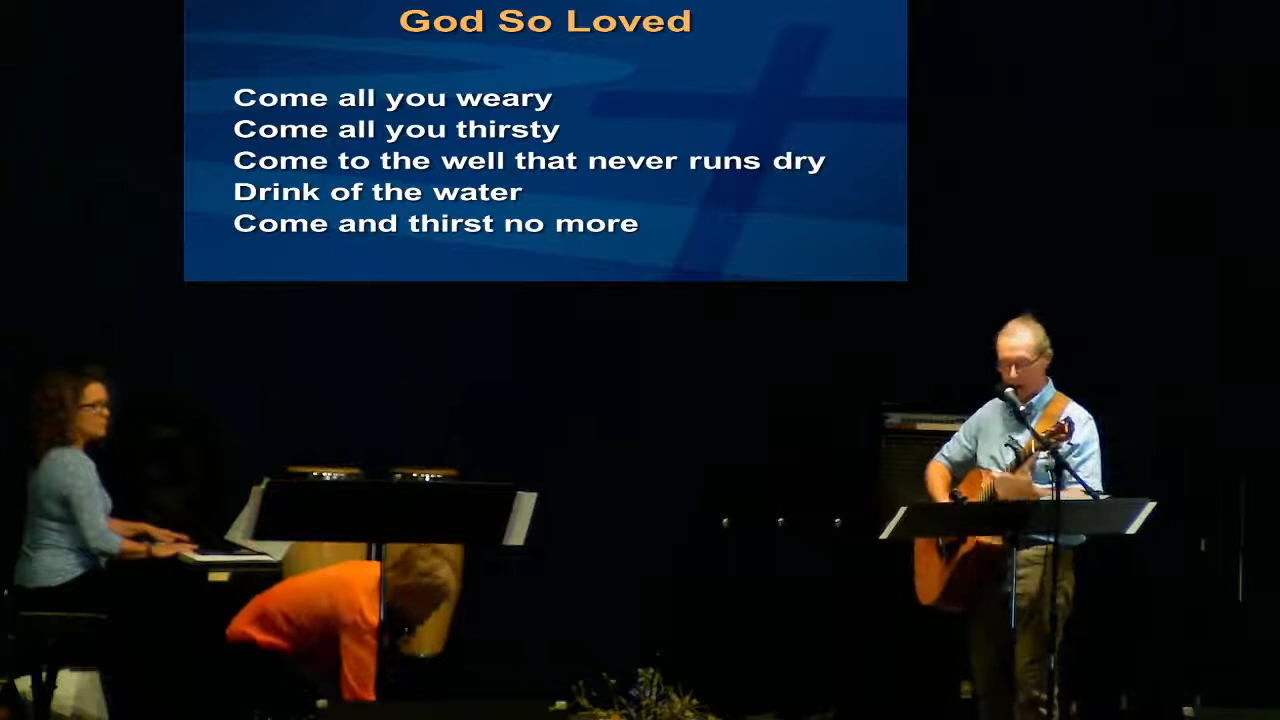 God So Loved
Come all you weary
Come all you thirsty
Come to the well that never runs dry
Drink of the water
Come and thirst no more